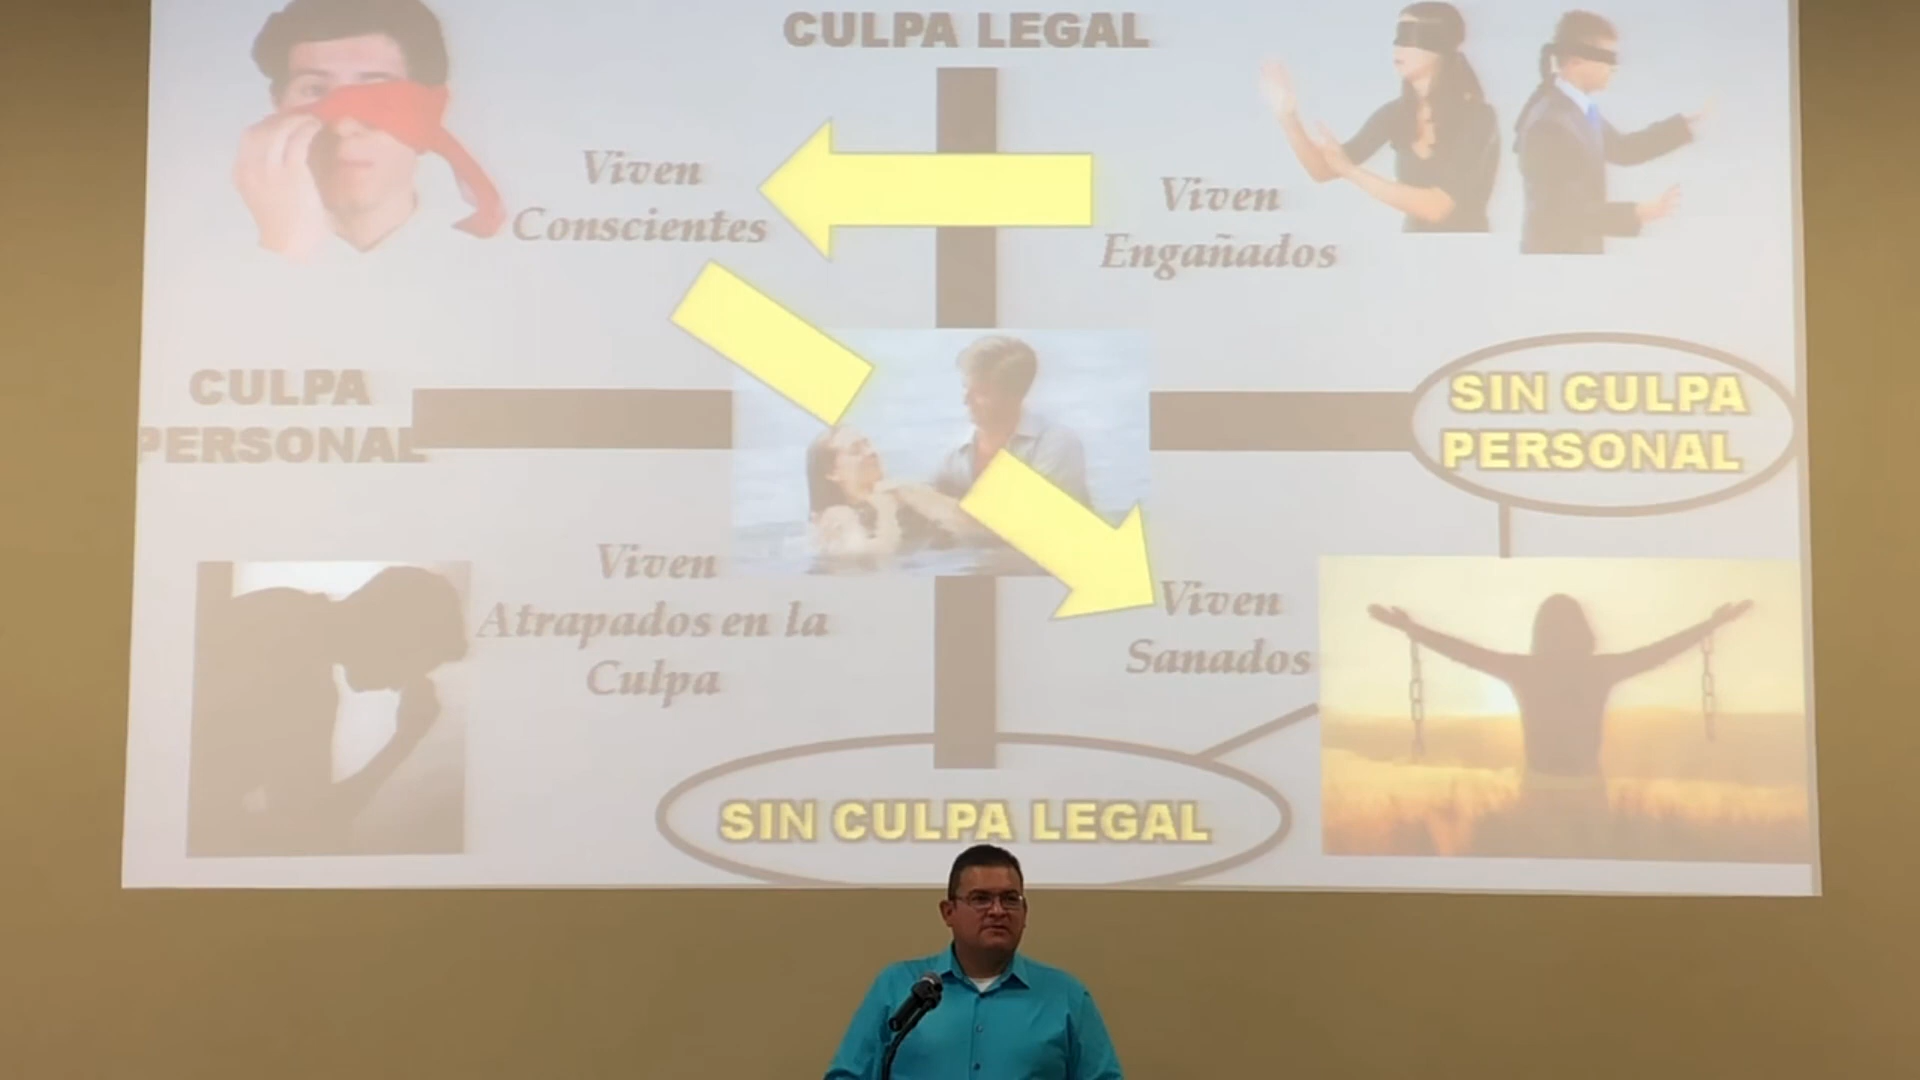 CULPA LEGAL
Viven
Conscientes
Viven
Engañados
CULPA
PERSONAL
SIN CULPA
PERSONAL
Viven
Atrapados en la
Culpa
Viven
Sanados
SIN CULPA LEGAL